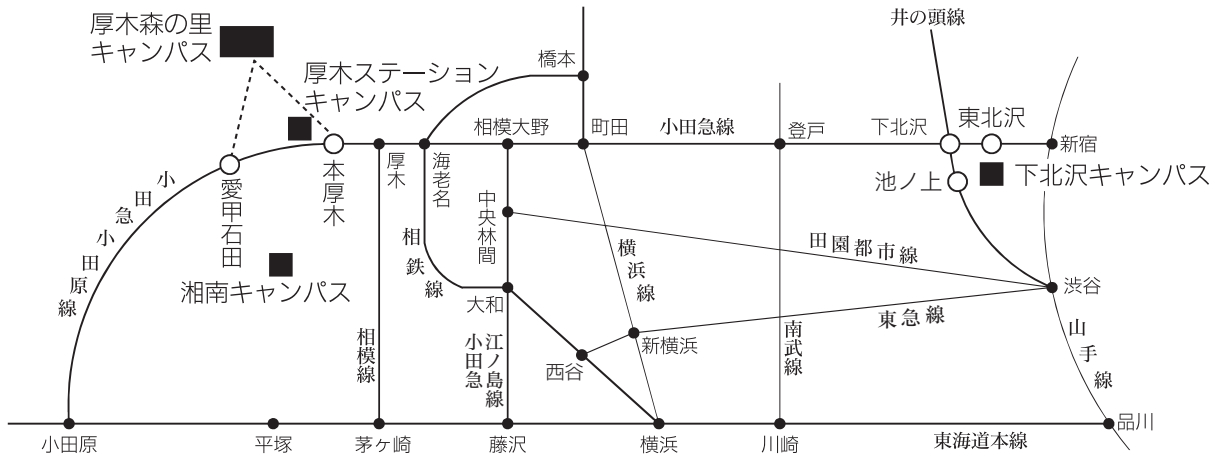 厚木森の里
キャンパス
厚木ステーション
キャンパス
橋本
井の頭線
相模大野
町田
小田急線
登戸
下北沢
東北沢
新宿
本厚木
厚木
海老名
池ノ上
下北沢キャンパス
愛甲石田
小田急小田原線
中央林間
相鉄線
横浜線
田園都市線
湘南キャンパス
大和
渋谷
東急線
新横浜
西谷
相模線
小田急
江ノ島線
南武線
山手線
小田原
平塚
茅ヶ崎
藤沢
横浜
川崎
東海道本線
品川